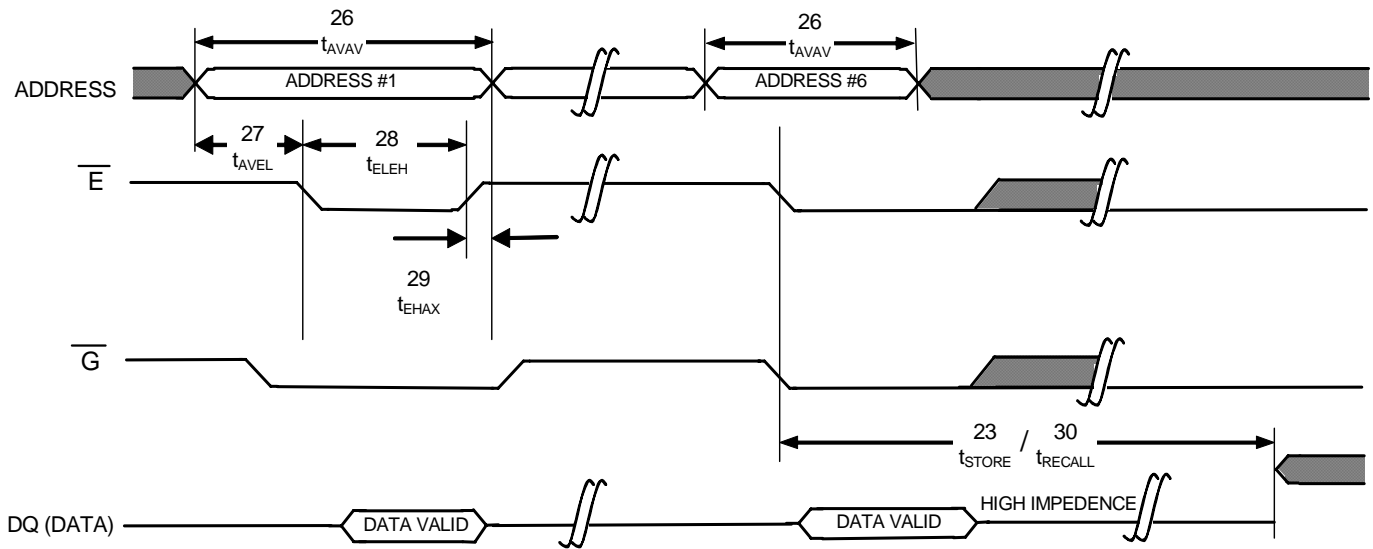 26
tAVAV
26
tAVAV
ADDRESS
ADDRESS #1
ADDRESS #6
27
tAVEL
28
tELEH
E
29
tEHAX
G
23 / 30
tSTORE tRECALL
DQ (DATA)
DATA VALID
DATA VALID
HIGH IMPEDENCE